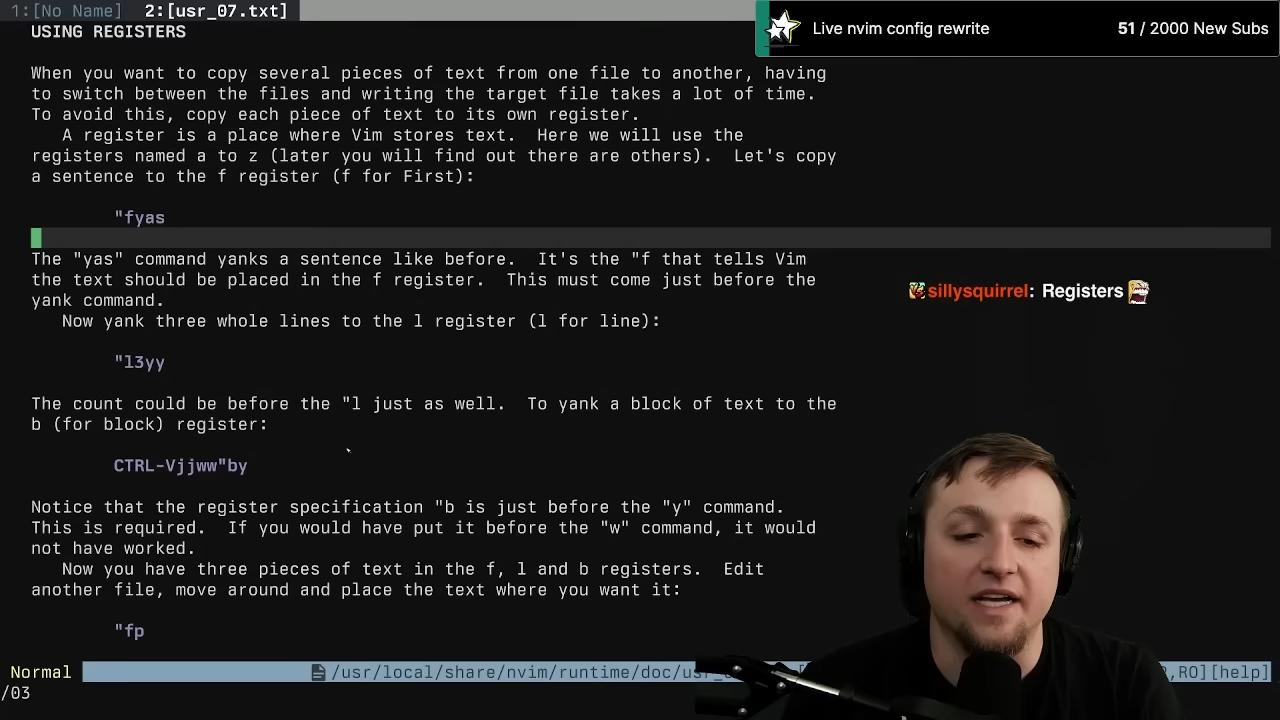 1:[No Name]  2:[usr_07.txt]
Live nvim config rewrite 51 / 2000 New Subs
USING REGISTERS
When you want to copy several pieces of text from one file to another, having
to switch between the files and writing the target file takes a lot of time.
To avoid this, copy each piece of text to its own register.
   A register is a place where Vim stores text.  Here we will use the
registers named a to z (later you will find out there are others).  Let's copy
a sentence to the f register (f for First):
"fyas
The "yas" command yanks a sentence like before.  It's the "f that tells Vim
the text should be placed in the f register.  This must come just before the
yank command.
sillysquirrel: Registers
   Now yank three whole lines to the l register (l for line):
"l3yy
The count could be before the "l just as well.  To yank a block of text to the
b (for block) register:
CTRL-Vjjww"by
Notice that the register specification "b is just before the "y" command.
This is required.  If you would have put it before the "w" command, it would
not have worked.
   Now you have three pieces of text in the f, l and b registers.  Edit
another file, move around and place the text where you want it:
"fp
Normal /usr/local/share/nvim/runtime/doc/us ,RO][help]
/03